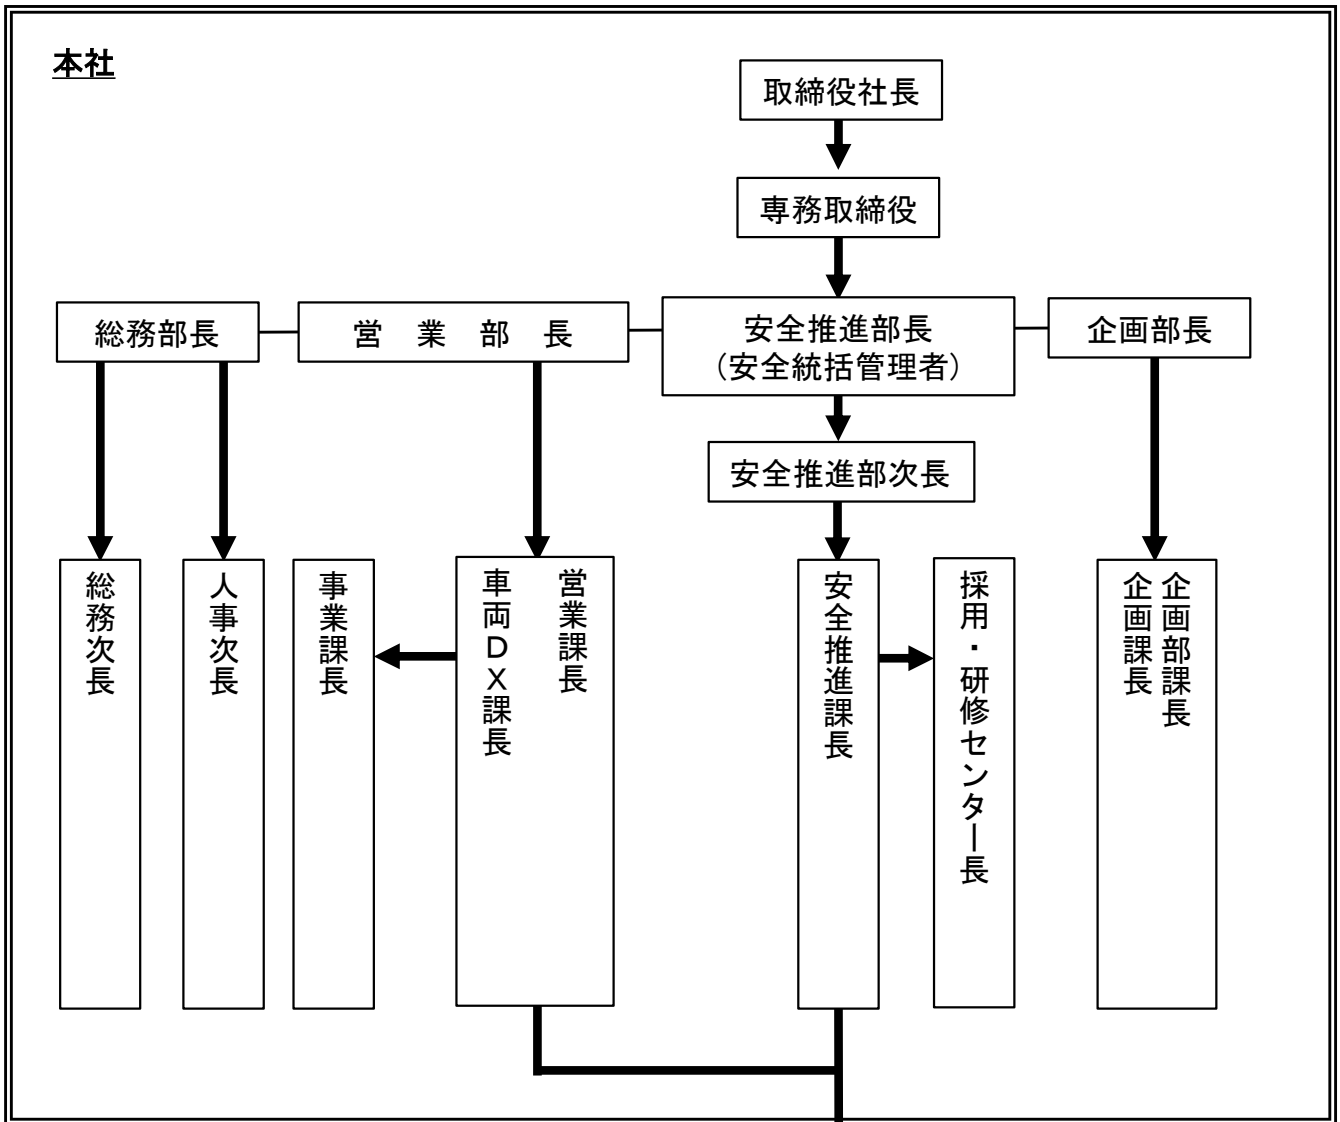 本社
取締役社長
専務取締役
総務部長
営　業　部　長
安全推進部長
（安全統括管理者）
企画部長
安全推進部次長
総務次長
人事次長
事業課長
営業課長
車両ＤＸ課長
安全推進課長
採用・研修センター長
企画部課長
企画課長